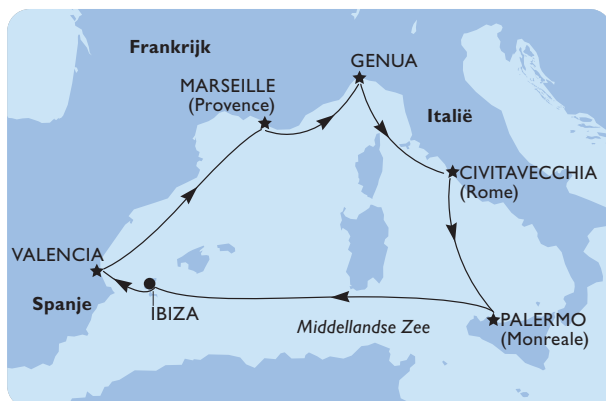 Frankrijk
GENUA
MARSEILLE
(Provence)
Italië
CIVITAVECCHIA
(Rome)
VALENCIA
Spanje
IBIZA
Middellandse Zee
PALERMO
(Monreale)